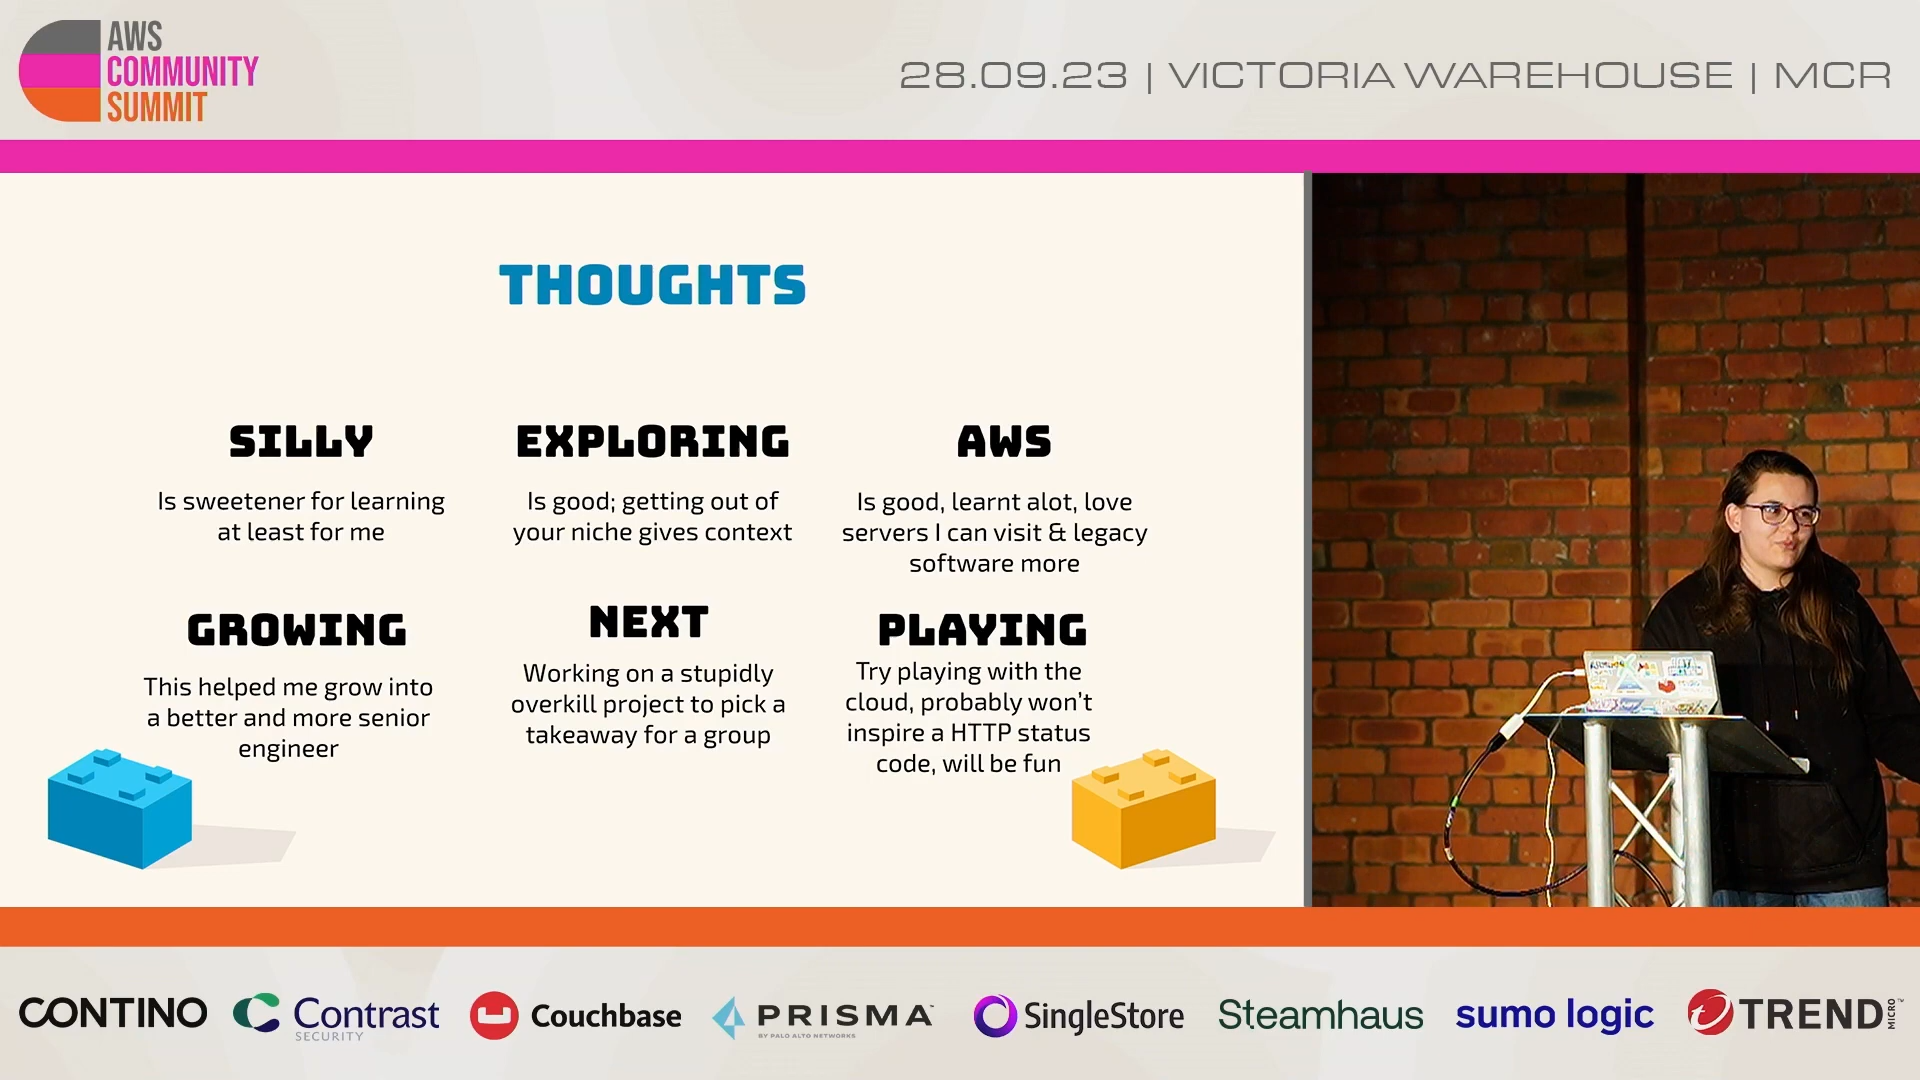 AWS
COMMUNITY
SUMMIT
28.09.23 | VICTORIA WAREHOUSE | MCR
THOUGHTS
SILLY
Is sweetener for learning
at least for me
EXPLORING
Is good; getting out of
your niche gives context
AWS
Is good, learnt alot, love
servers I can visit & legacy
software more
GROWING
This helped me grow into
a better and more senior
engineer
NEXT
Working on a stupidly
overkill project to pick a
takeaway for a group
PLAYING
Try playing with the
cloud, probably won't
inspire a HTTP status
code, will be fun
CONTINO
Contrast
SECURITY
Couchbase
PRISMA™
BY PALO ALTO NETWORKS
SingleStore
Steamhaus
sumo logic
TREND
MICRO™